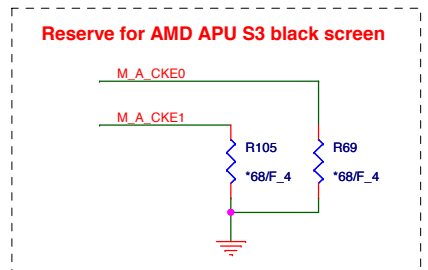 Reserve for AMD APU S3 black screen
M_A_CKE0
M_A_CKE1
R105
R69
*68/F_4
*68/F_4